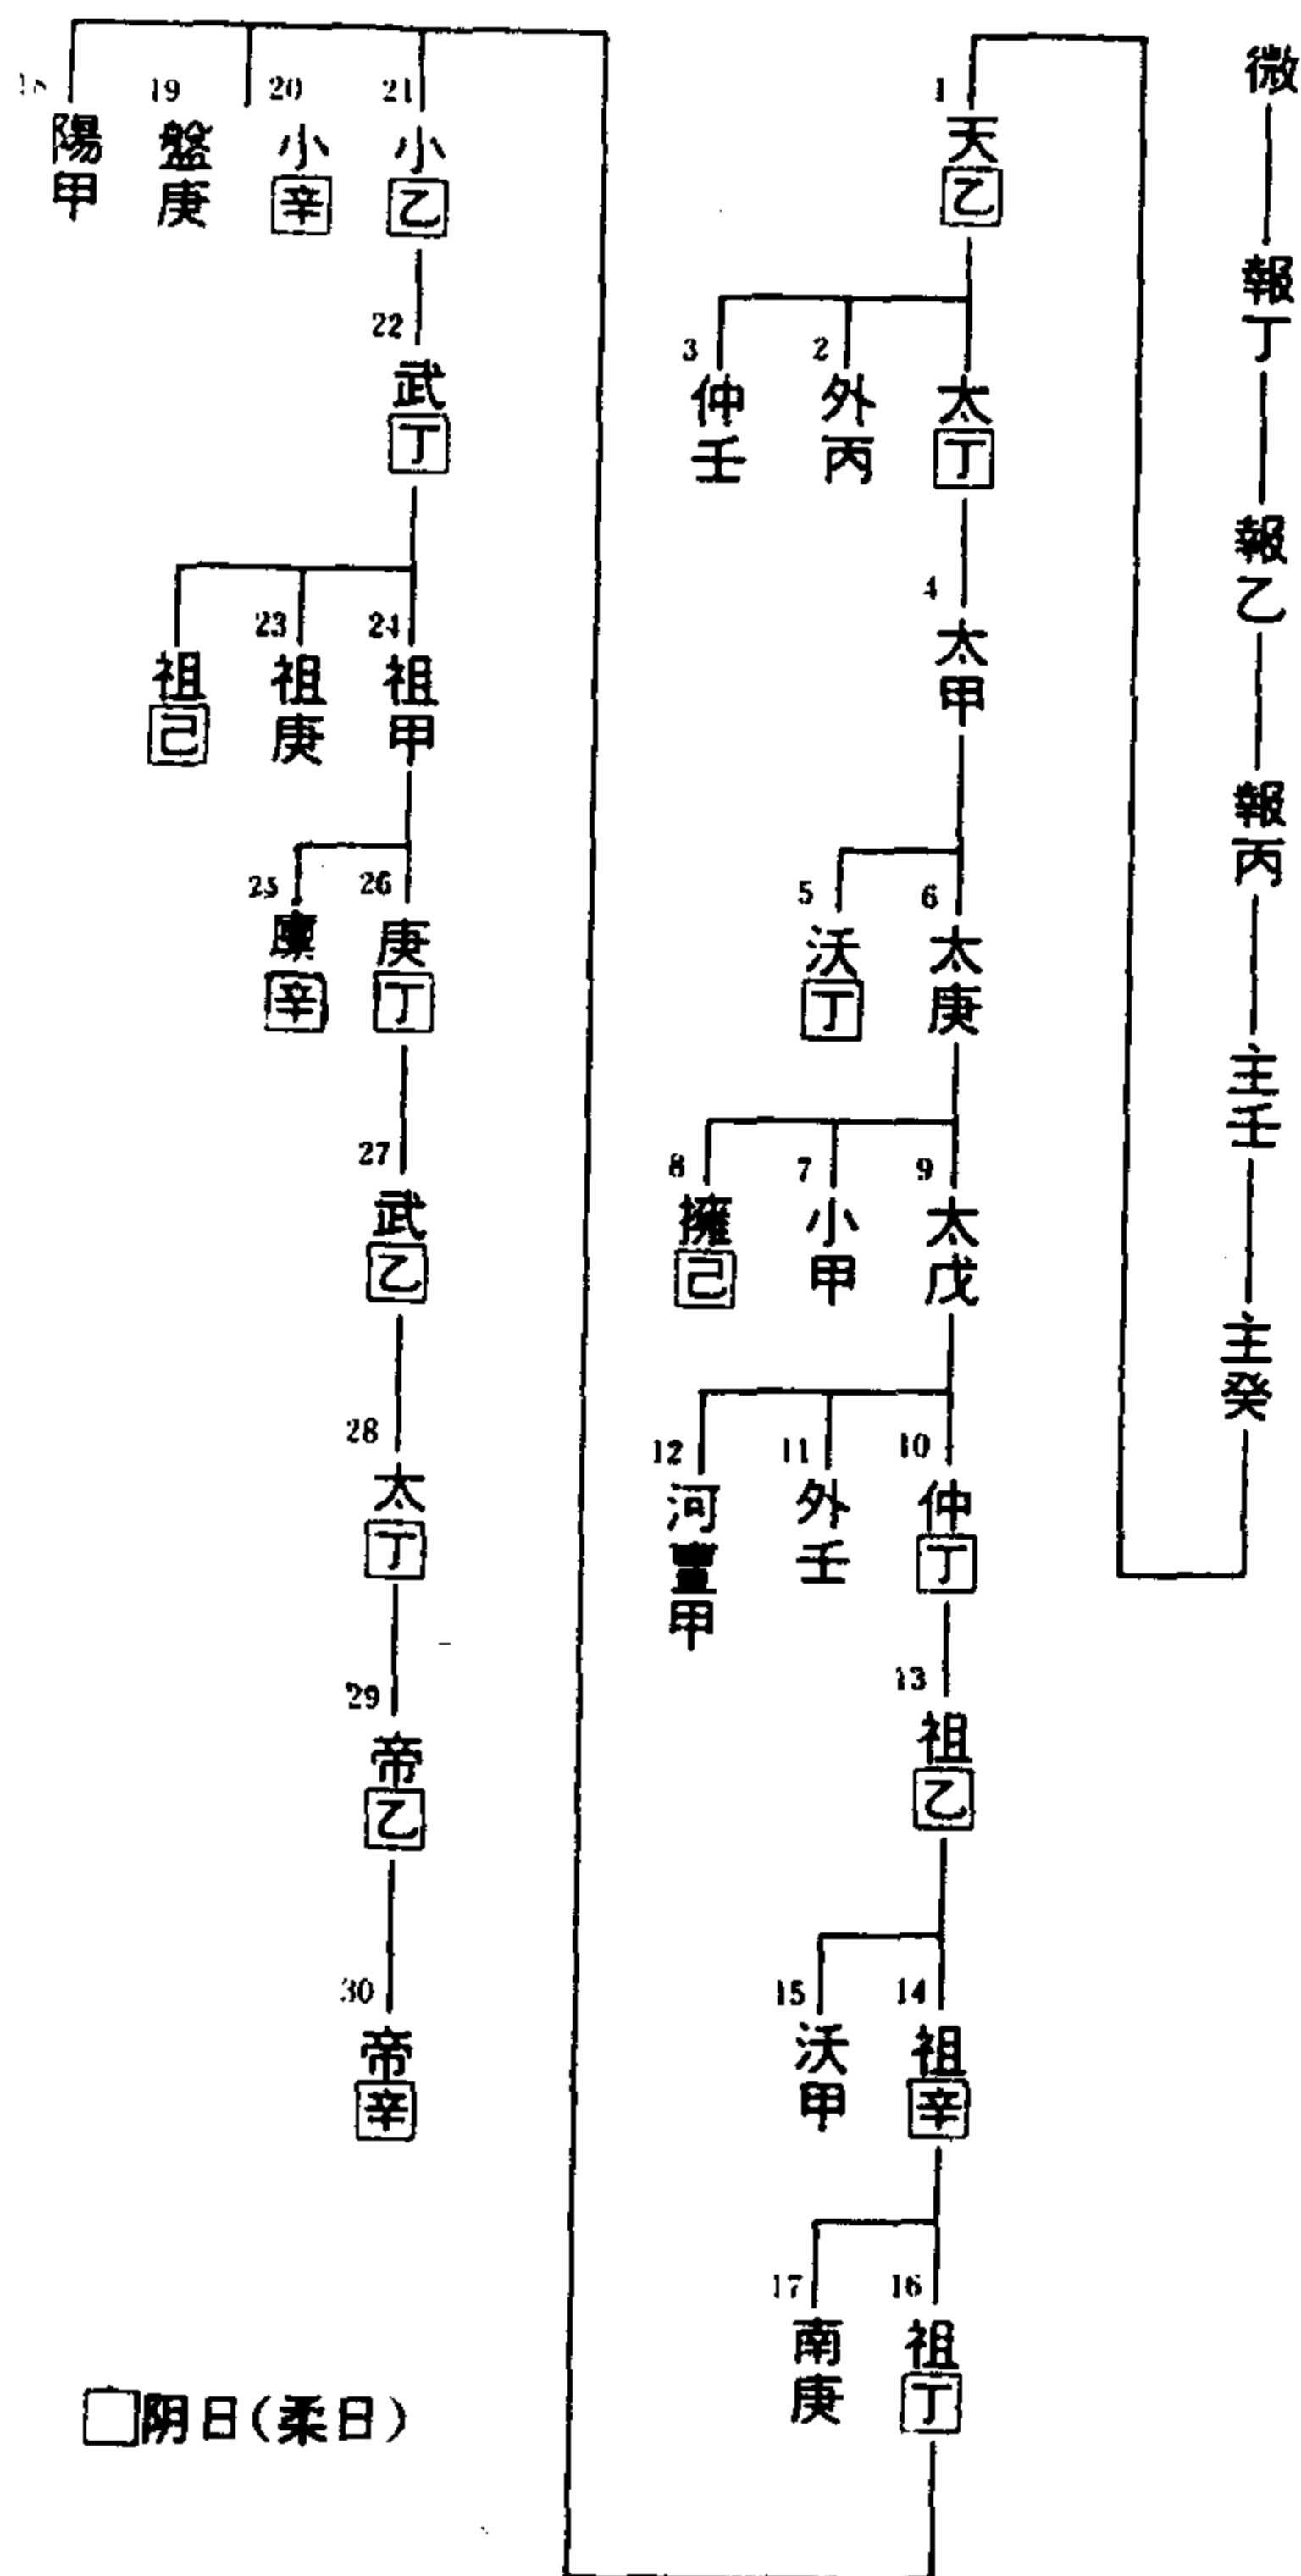 微
報丁
報乙
報丙
主壬
主癸
1 天乙
太丁
2 外丙
3 仲壬
4 太甲
6 太庚
5 沃丁
9 太戊
7 小甲
8 擁己
10 仲丁
11 外壬
12 河亶甲
13 祖乙
14 祖辛
15 沃甲
16 祖丁
17 南庚
21 小乙
20 小辛
19 盤庚
陽甲
22 武丁
24 祖甲
23 祖庚
祖己
26 庚丁
25 廩辛
27 武乙
28 太丁
29 帝乙
30 帝辛
阴日(柔日)